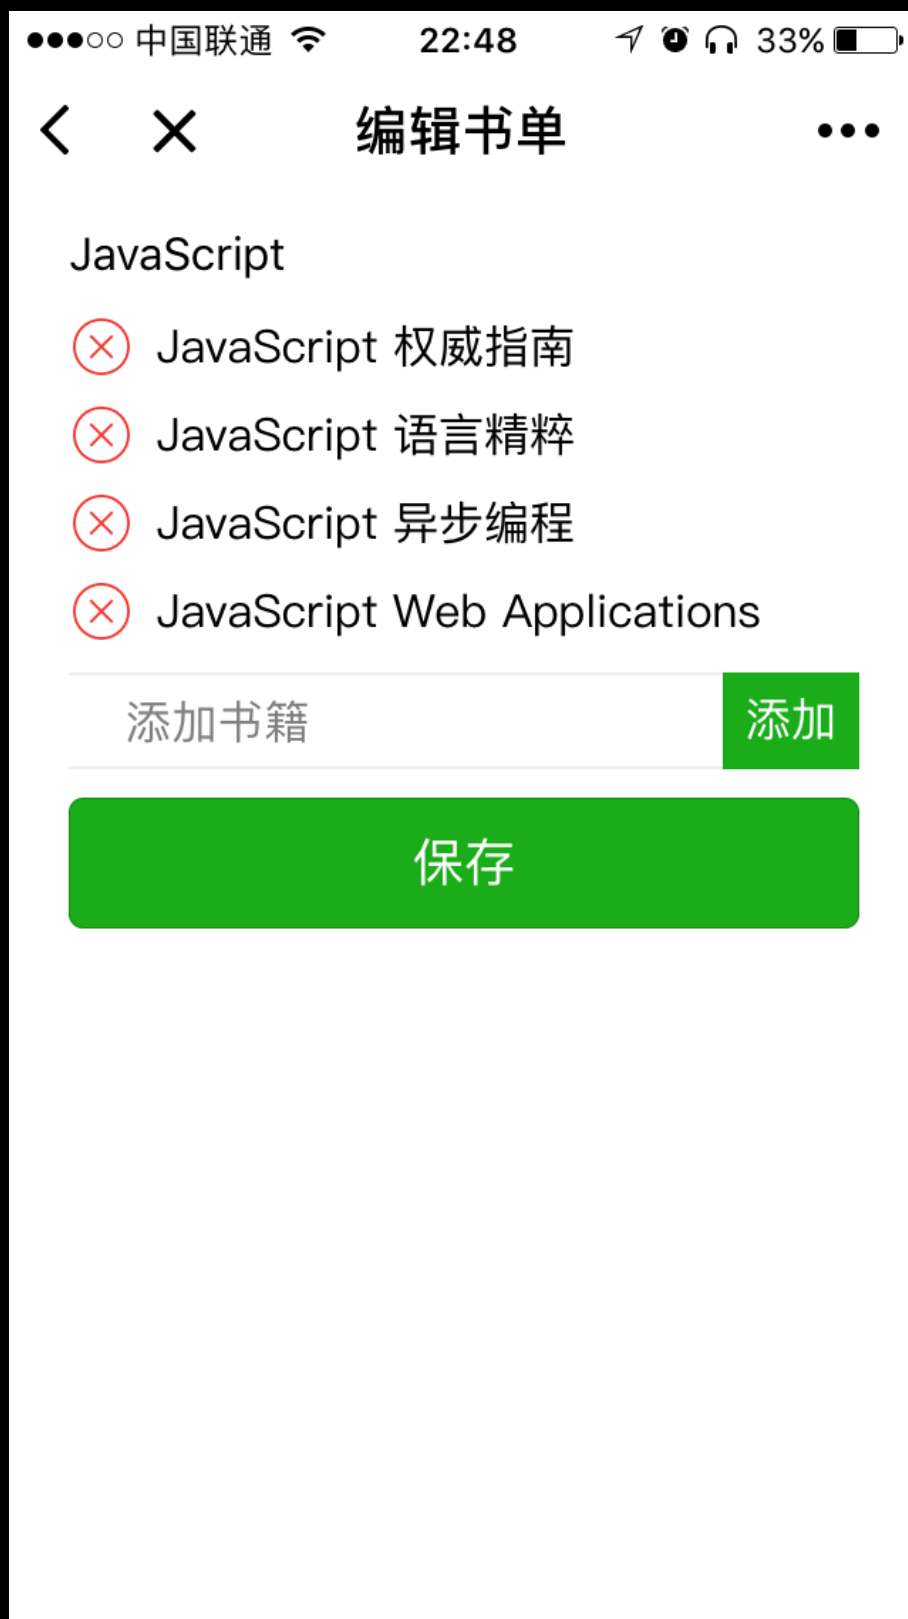 中国联通 22:48 33%
编辑书单
JavaScript
JavaScript 权威指南
JavaScript 语言精粹
JavaScript 异步编程
JavaScript Web Applications
添加书籍 添加
保存